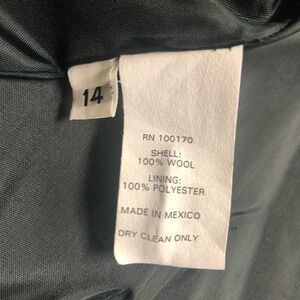 14
RN 100170
SHELL:
100% WOOL
LINING:
100% POLYESTER
MADE IN MEXICO
DRY CLEAN ONLY